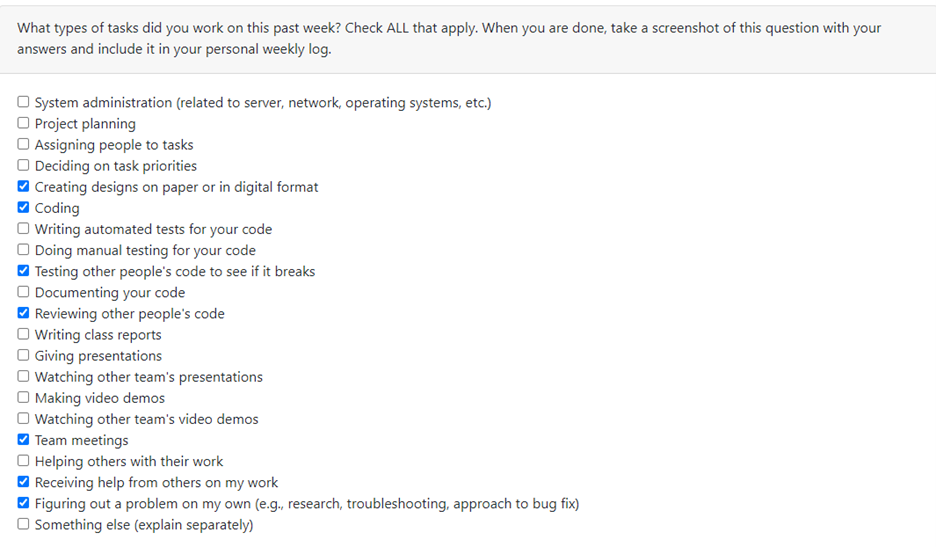 What types of tasks did you work on this past week? Check ALL that apply. When you are done, take a screenshot of this question with your
answers and include it in your personal weekly log.
System administration (related to server, network, operating systems, etc.)
Project planning
Assigning people to tasks
Deciding on task priorities
Creating designs on paper or in digital format
Coding
Writing automated tests for your code
Doing manual testing for your code
Testing other people's code to see if it breaks
Documenting your code
Reviewing other people's code
Writing class reports
Giving presentations
Watching other team's presentations
Making video demos
Watching other team's video demos
Team meetings
Helping others with their work
Receiving help from others on my work
Figuring out a problem on my own (e.g., research, troubleshooting, approach to bug fix)
Something else (explain separately)